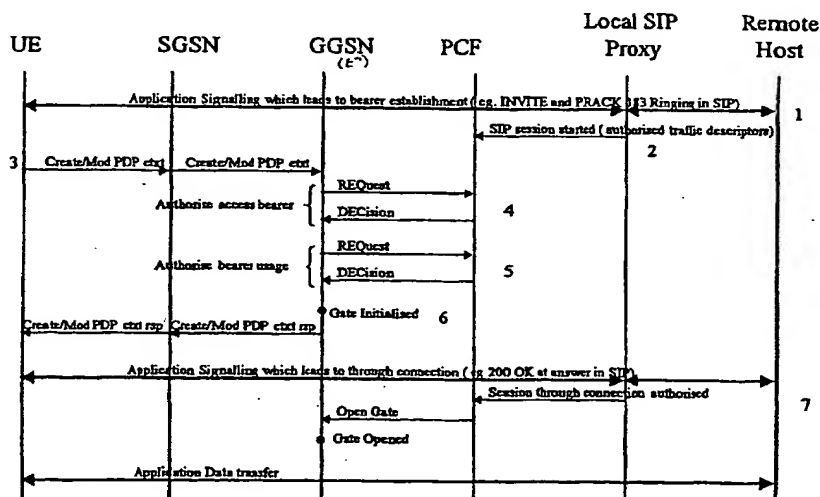 UE SGSN GGSN PCF Local SIP Proxy Remote Host
Application Signalling which leads to bearer establishment ( eg. INVITE and PRACK 183 Ringing in SIP)
1
SIP session started ( authorised traffic descriptors)
2
3 Create/Mod PDP ctxt Create/Mod PDP ctxt
REQuest
Authorise access bearer
4
DECision
REQuest
Authorise bearer usage
5
DECision
Gate Initialised 6
Create/Mod PDP ctxt rsp Create/Mod PDP ctxt rsp
Application Signalling which leads to through connection ( eg 200 OK at answer in SIP)
Session through connection authorised
7
Open Gate
Gate Opened
Application Data transfer